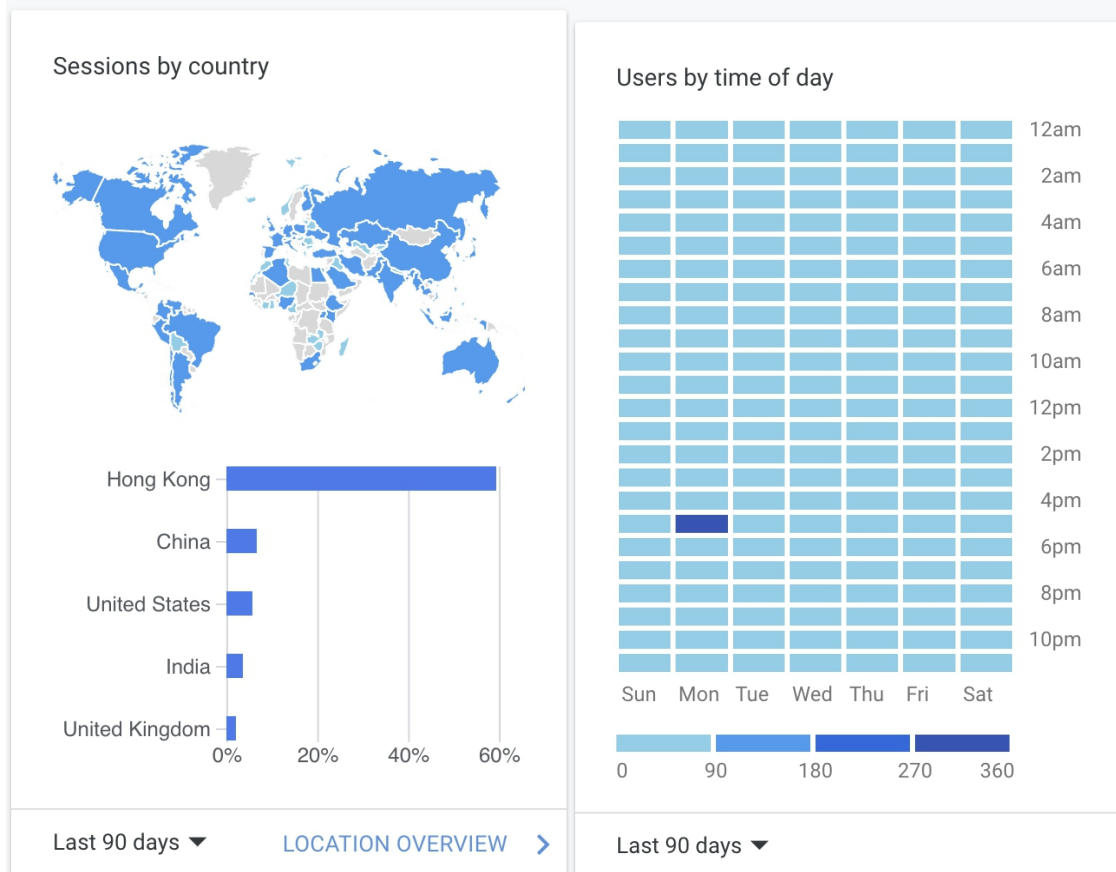 Sessions by country
Hong Kong
China
United States
India
United Kingdom
0% 20% 40% 60%
Last 90 days
LOCATION OVERVIEW
Users by time of day
12am
2am
4am
6am
8am
10am
12pm
2pm
4pm
6pm
8pm
10pm
Sun Mon Tue Wed Thu Fri Sat
0 90 180 270 360
Last 90 days